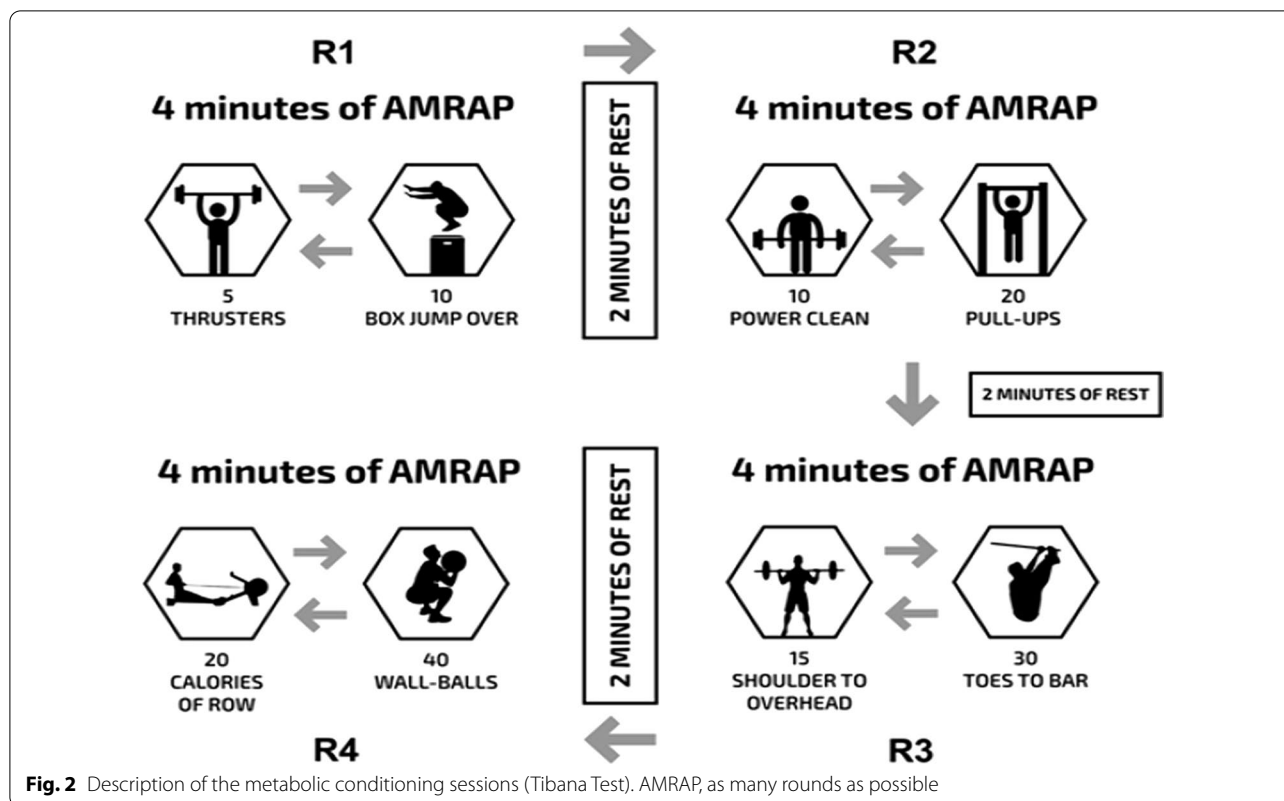 R1
4 minutes of AMRAP
5
THRUSTERS
10
BOX JUMP OVER
2 MINUTES OF REST
R2
4 minutes of AMRAP
10
POWER CLEAN
20
PULL-UPS
2 MINUTES OF REST
4 minutes of AMRAP
15
SHOULDER TO
OVERHEAD
30
TOES TO BAR
R3
2 MINUTES OF REST
4 minutes of AMRAP
20
CALORIES
OF ROW
40
WALL-BALLS
R4
Fig. 2 Description of the metabolic conditioning sessions (Tibana Test). AMRAP, as many rounds as possible